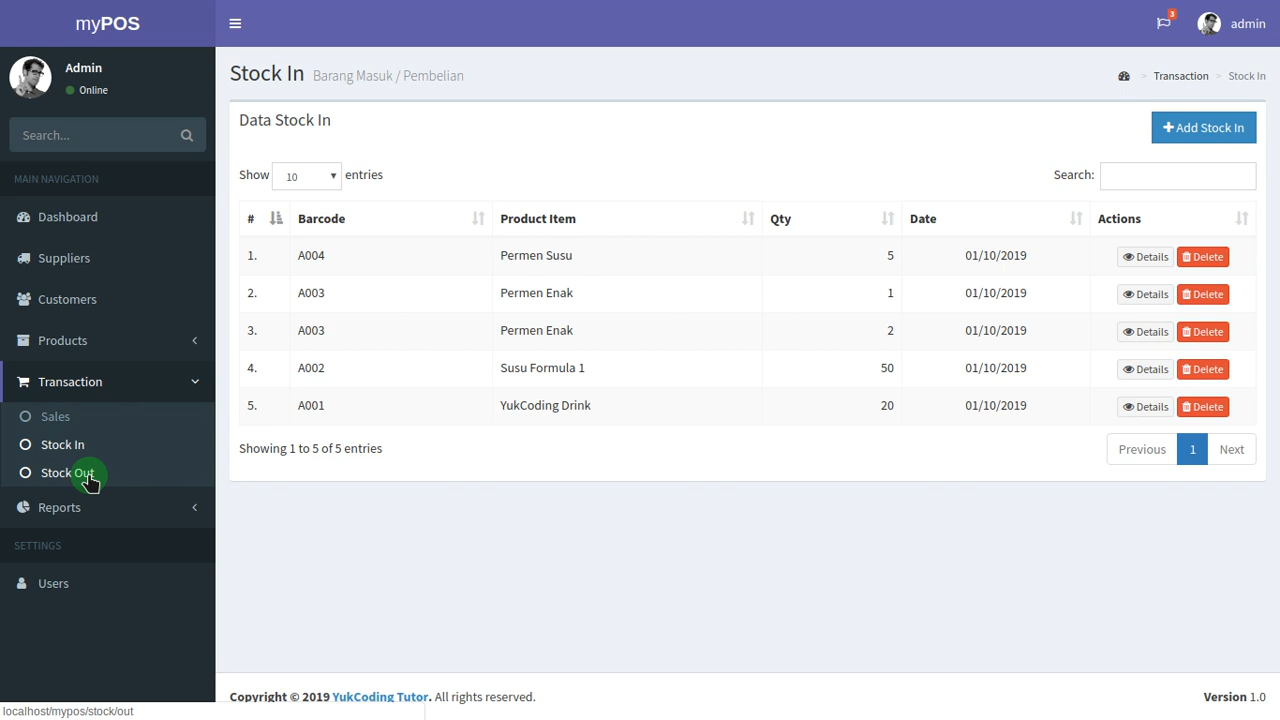 myPOS
3
admin
Admin
Online
Search...
MAIN NAVIGATION
Dashboard
Suppliers
Customers
Products
Transaction
Sales
Stock In
Stock Out
Reports
SETTINGS
Users
Stock In Barang Masuk / Pembelian
Transaction > Stock In
Data Stock In
Add Stock In
Show 10 entries
Search:
# Barcode Product Item Qty Date Actions
1. A004 Permen Susu 5 01/10/2019 Details Delete
2. A003 Permen Enak 1 01/10/2019 Details Delete
3. A003 Permen Enak 2 01/10/2019 Details Delete
4. A002 Susu Formula 1 50 01/10/2019 Details Delete
5. A001 YukCoding Drink 20 01/10/2019 Details Delete
Showing 1 to 5 of 5 entries
Previous 1 Next
Copyright © 2019 YukCoding Tutor. All rights reserved.
Version 1.0
localhost/mypos/stock/out